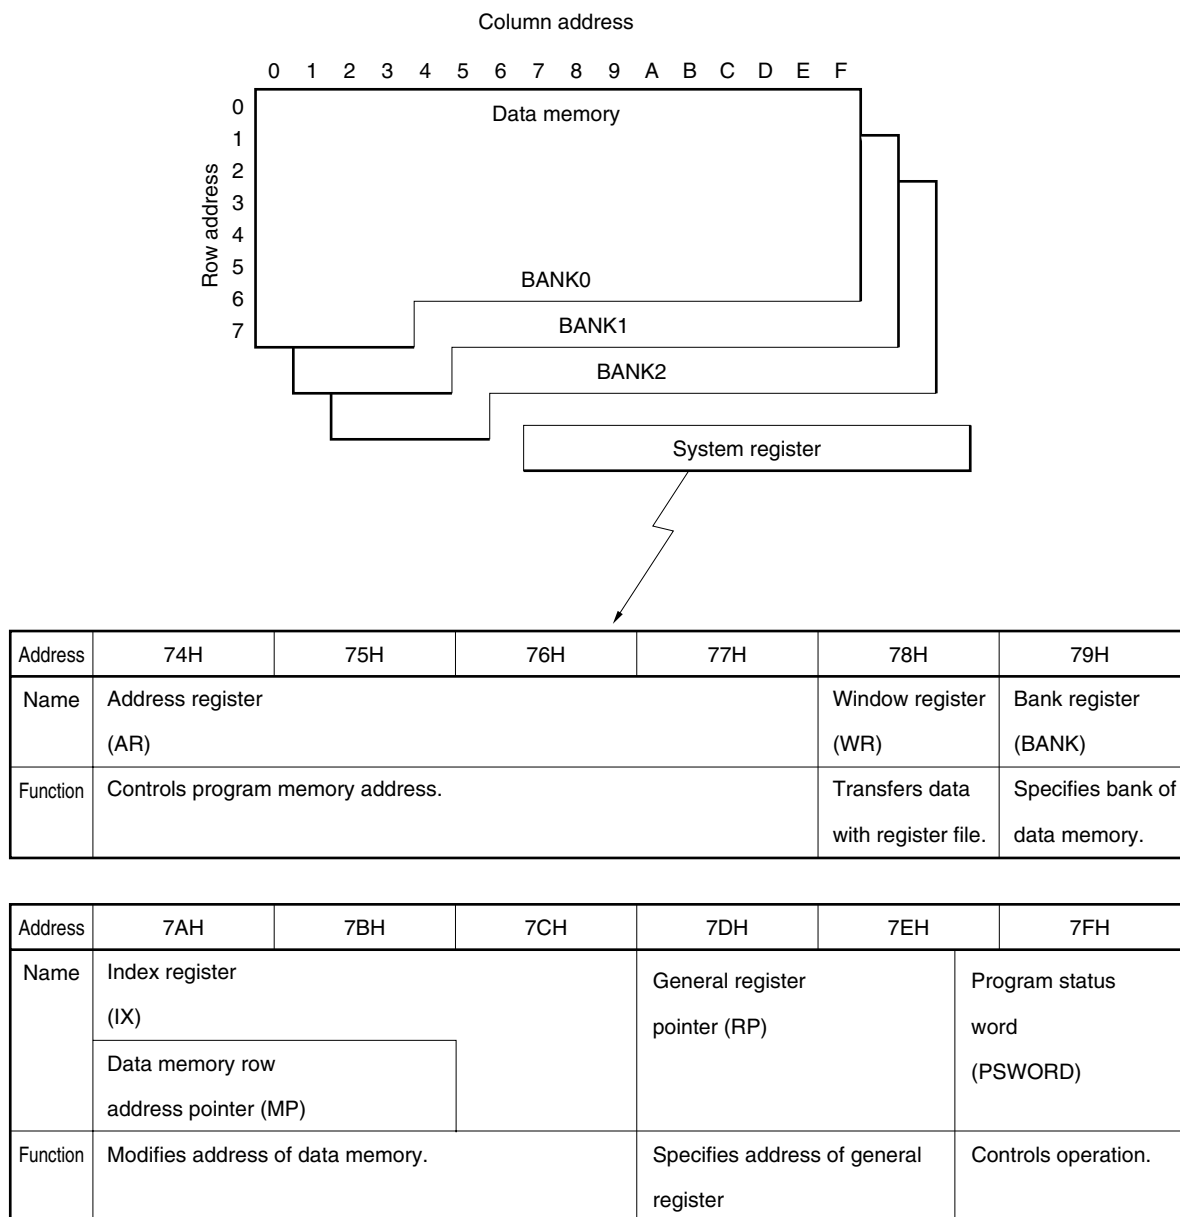 Column address
0 1 2 3 4 5 6 7 8 9 A B C D E F
Row address
0
1
2
3
4
5
6
7
Data memory
BANK0
BANK1
BANK2
System register
Address 74H 75H 76H 77H 78H 79H
Name Address register (AR) Window register (WR) Bank register (BANK)
Function Controls program memory address. Transfers data with register file. Specifies bank of data memory.
Address 7AH 7BH 7CH 7DH 7EH 7FH
Name Index register (IX) General register pointer (RP) Program status word (PSWORD)
Data memory row address pointer (MP)
Function Modifies address of data memory. Specifies address of general register Controls operation.